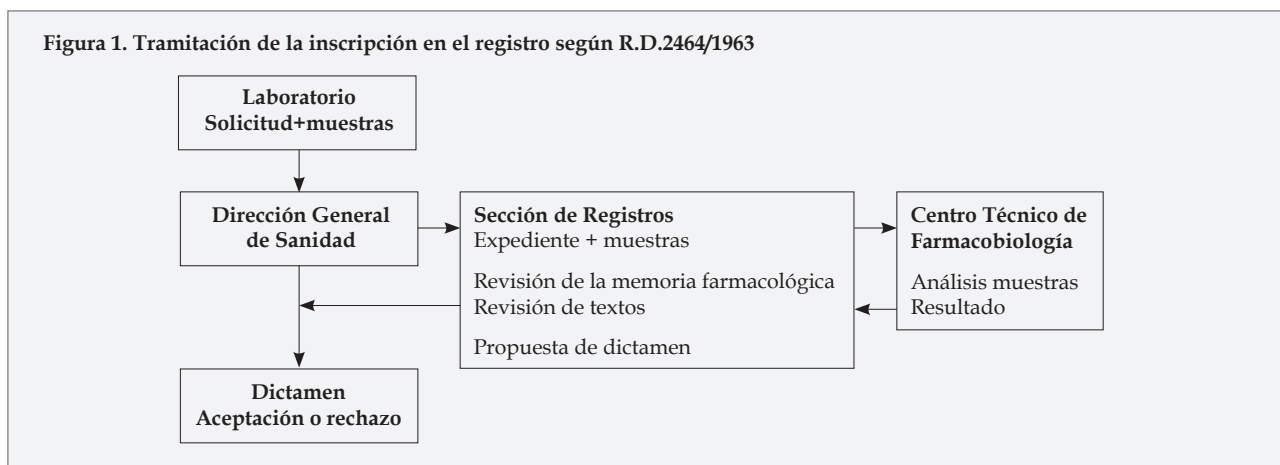 Figura 1. Tramitación de la inscripción en el registro según R.D.2464/1963
Laboratorio
Solicitud+muestras
Dirección General
de Sanidad
Sección de Registros
Expediente + muestras
Revisión de la memoria farmacológica
Revisión de textos
Propuesta de dictamen
Centro Técnico de
Farmacobiología
Análisis muestras
Resultado
Dictamen
Aceptación o rechazo